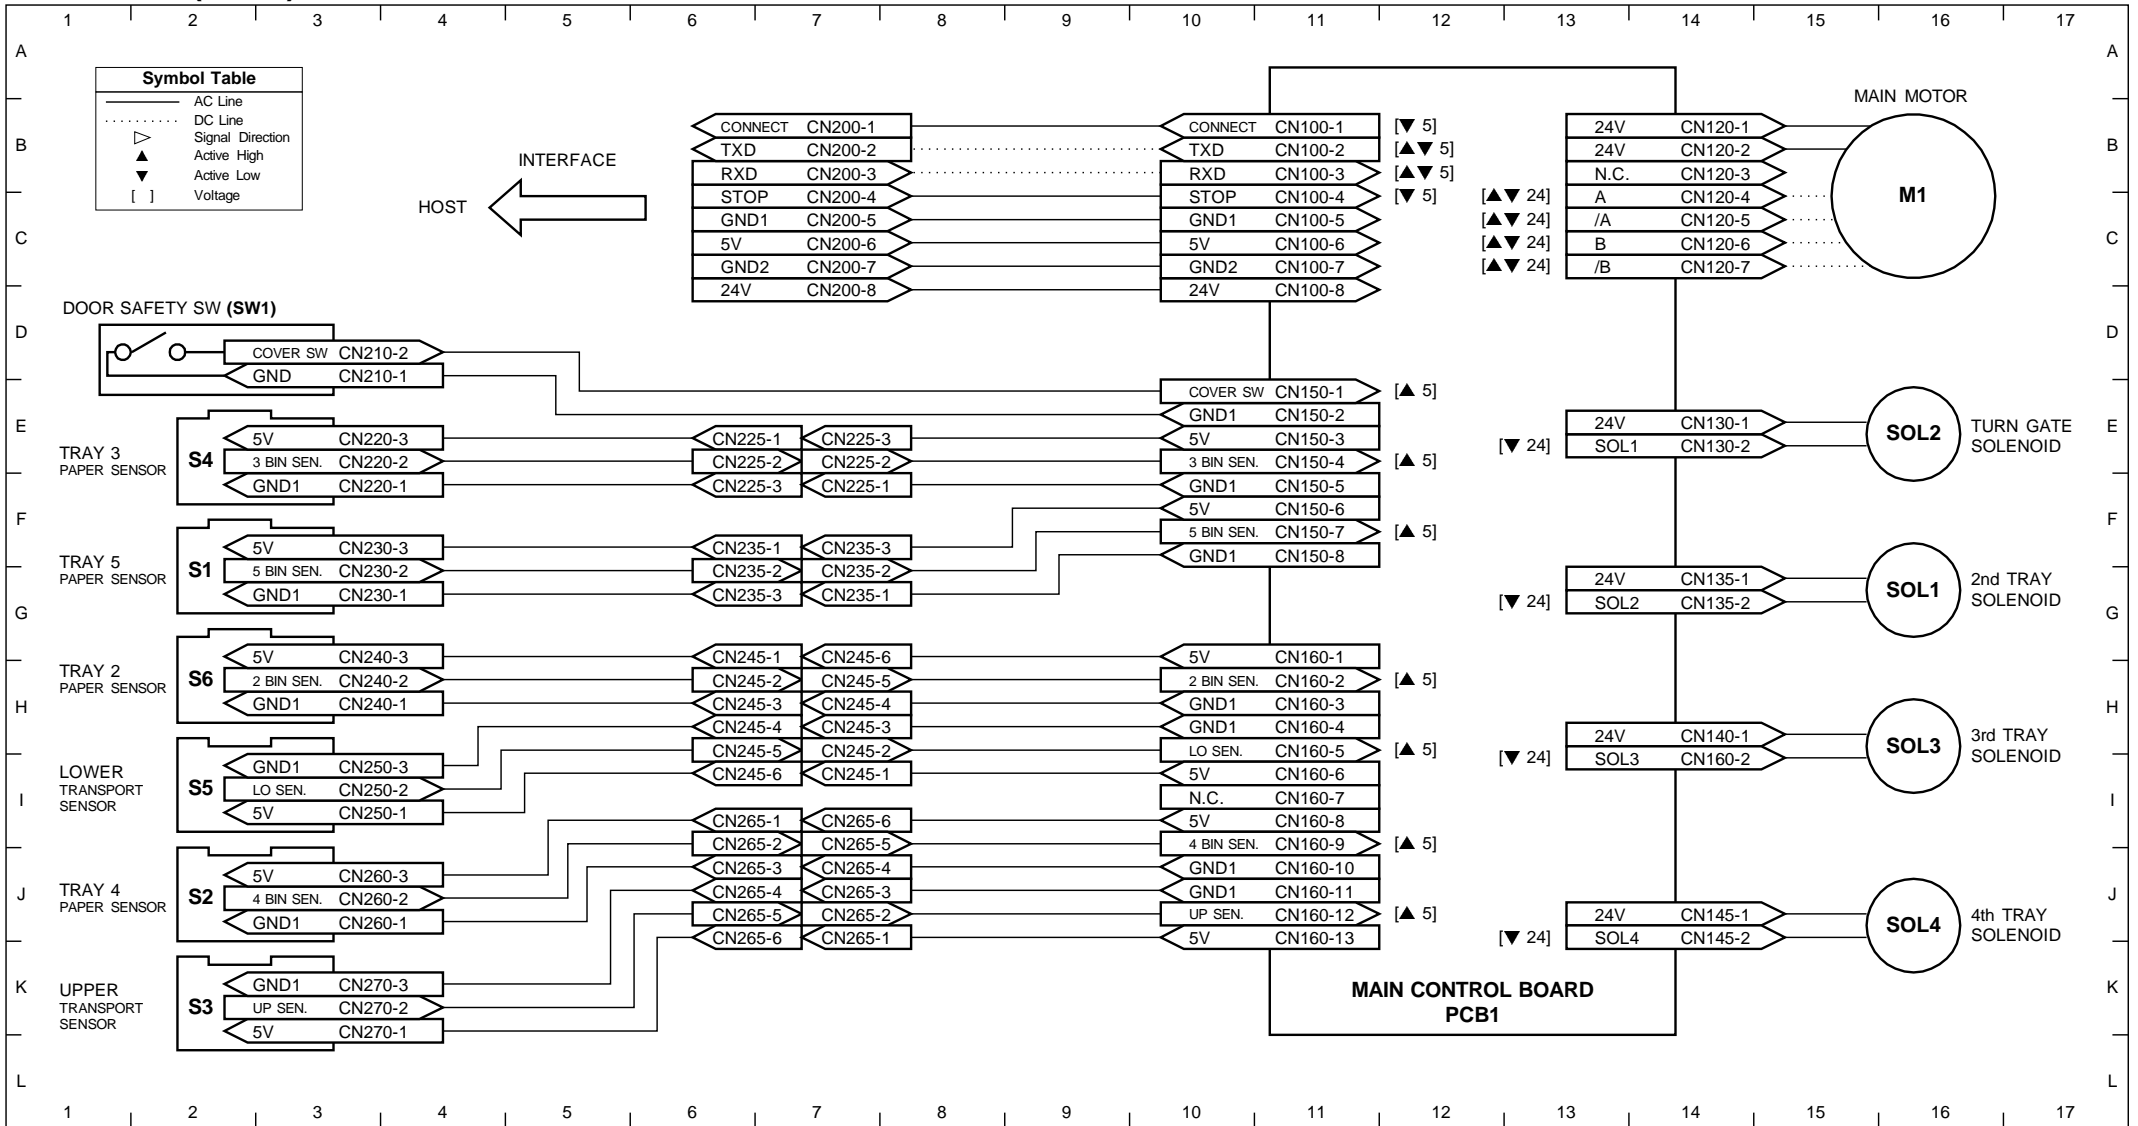 1 2 3 4 5 6 7 8 9 10 11 12 13 14 15 16 17
A A
Symbol Table
AC Line
DC Line
Signal Direction
▲ Active High
▼ Active Low
[ ] Voltage
B B
C C
D D
E E
F F
G G
H H
I I
J J
K K
L L
HOST
INTERFACE
CONNECT CN200-1
TXD CN200-2
RXD CN200-3
STOP CN200-4
GND1 CN200-5
5V CN200-6
GND2 CN200-7
24V CN200-8
CONNECT CN100-1 [▼ 5]
TXD CN100-2 [▲▼ 5]
RXD CN100-3 [▲▼ 5]
STOP CN100-4 [▼ 5]
GND1 CN100-5
5V CN100-6
GND2 CN100-7
24V CN100-8
MAIN MOTOR
24V CN120-1
24V CN120-2
N.C. CN120-3
[▲▼ 24] A CN120-4
[▲▼ 24] /A CN120-5
[▲▼ 24] B CN120-6
[▲▼ 24] /B CN120-7
M1
DOOR SAFETY SW (SW1)
COVER SW CN210-2
GND CN210-1
TRAY 3
PAPER SENSOR
S4
5V CN220-3
3 BIN SEN. CN220-2
GND1 CN220-1
CN225-1 CN225-3
CN225-2 CN225-2
CN225-3 CN225-1
COVER SW CN150-1 [▲ 5]
GND1 CN150-2
5V CN150-3
3 BIN SEN. CN150-4 [▲ 5]
GND1 CN150-5
5V CN150-6
5 BIN SEN. CN150-7 [▲ 5]
GND1 CN150-8
24V CN130-1
[▼ 24] SOL1 CN130-2
SOL2
TURN GATE
SOLENOID
TRAY 5
PAPER SENSOR
S1
5V CN230-3
5 BIN SEN. CN230-2
GND1 CN230-1
CN235-1 CN235-3
CN235-2 CN235-2
CN235-3 CN235-1
24V CN135-1
[▼ 24] SOL2 CN135-2
SOL1
2nd TRAY
SOLENOID
TRAY 2
PAPER SENSOR
S6
5V CN240-3
2 BIN SEN. CN240-2
GND1 CN240-1
CN245-1 CN245-6
CN245-2 CN245-5
CN245-3 CN245-4
CN245-4 CN245-3
CN245-5 CN245-2
CN245-6 CN245-1
5V CN160-1
2 BIN SEN. CN160-2 [▲ 5]
GND1 CN160-3
GND1 CN160-4
LO SEN. CN160-5 [▲ 5]
5V CN160-6
N.C. CN160-7
5V CN160-8
4 BIN SEN. CN160-9 [▲ 5]
GND1 CN160-10
GND1 CN160-11
UP SEN. CN160-12 [▲ 5]
5V CN160-13
24V CN140-1
[▼ 24] SOL3 CN160-2
SOL3
3rd TRAY
SOLENOID
LOWER
TRANSPORT
SENSOR
S5
GND1 CN250-3
LO SEN. CN250-2
5V CN250-1
CN265-1 CN265-6
CN265-2 CN265-5
CN265-3 CN265-4
CN265-4 CN265-3
CN265-5 CN265-2
CN265-6 CN265-1
TRAY 4
PAPER SENSOR
S2
5V CN260-3
4 BIN SEN. CN260-2
GND1 CN260-1
24V CN145-1
[▼ 24] SOL4 CN145-2
SOL4
4th TRAY
SOLENOID
UPPER
TRANSPORT
SENSOR
S3
GND1 CN270-3
UP SEN. CN270-2
5V CN270-1
MAIN CONTROL BOARD
PCB1
1 2 3 4 5 6 7 8 9 10 11 12 13 14 15 16 17